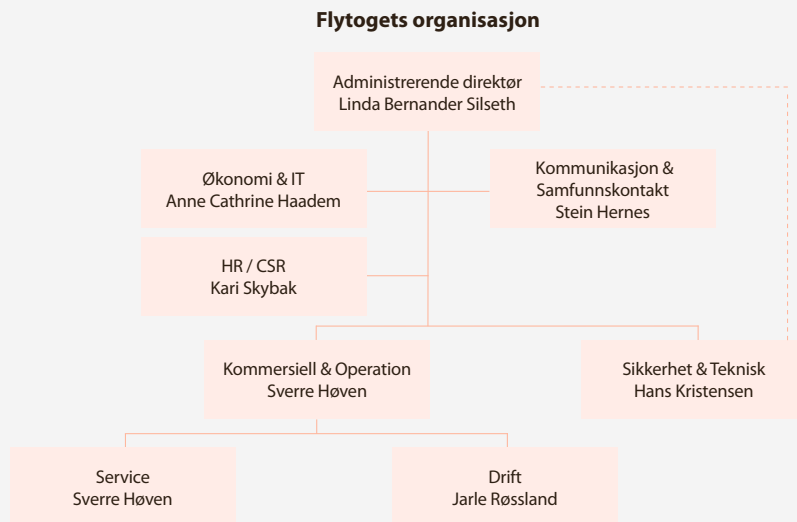 Flytogets organisasjon
Administrerende direktør
Linda Bernander Silseth
Økonomi & IT
Anne Cathrine Haadem
Kommunikasjon &
Samfunnskontakt
Stein Hernes
HR / CSR
Kari Skybak
Kommersiell & Operation
Sverre Høven
Sikkerhet & Teknisk
Hans Kristensen
Service
Sverre Høven
Drift
Jarle Røssland